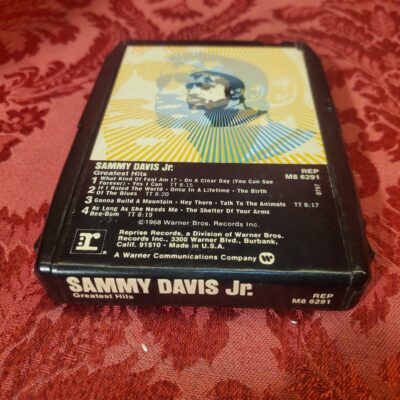 SAMMY DAVIS Jr.
Greatest Hits
REP
M8 6291
1 What Kind Of Fool Am I? - On A Clear Day (You Can See
Forever) - Yes I Can TT 8:15
2 If I Ruled The World - Once In A Lifetime - The Birth
Of The Blues TT 8:20
3 Gonna Build A Mountain - Hey There - Talk To The Animals TT 8:17
4 As Long As She Needs Me - The Shelter Of Your Arms
Bee-Bom TT 8:19
©1968 Warner Bros. Records Inc.
r
Reprise Records, a Division of Warner Bros.
Records Inc., 3300 Warner Blvd., Burbank,
Calif. 91510 • Made in U.S.A.
A Warner Communications Company
0767
SAMMY DAVIS Jr.
Greatest Hits
REP
M8 6291